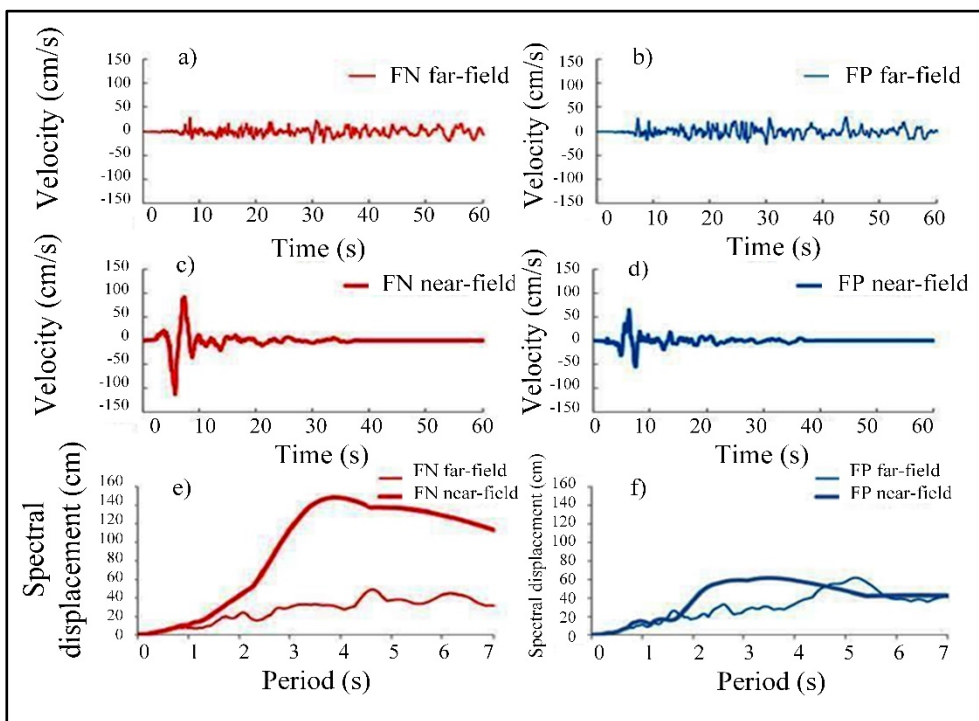 a)
FN far-field
Velocity (cm/s)
150
100
50
0
-50
-100
-150
0 10 20 30 40 50 60
Time (s)
b)
FP far-field
Velocity (cm/s)
150
100
50
0
-50
-100
-150
0 10 20 30 40 50 60
Time (s)
c)
FN near-field
Velocity (cm/s)
150
100
50
0
-50
-100
-150
0 10 20 30 40 50 60
Time (s)
d)
FP near-field
Velocity (cm/s)
150
100
50
0
-50
-100
-150
0 10 20 30 40 50 60
Time (s)
e)
FN far-field
FN near-field
Spectral
displacement (cm)
160
140
120
100
80
60
40
20
0
0 1 2 3 4 5 6 7
Period (s)
f)
FP far-field
FP near-field
Spectral displacement (cm)
160
140
120
100
80
60
40
20
0
0 1 2 3 4 5 6 7
Period (s)